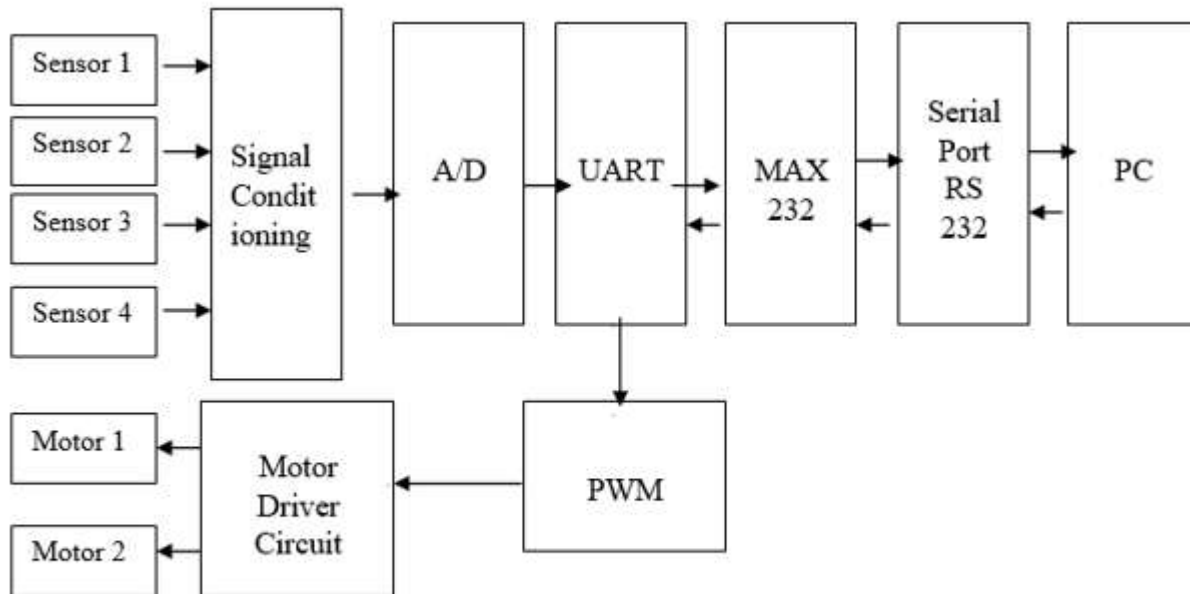 Sensor 1
Sensor 2
Sensor 3
Sensor 4
Signal
Condit
ioning
A/D
UART
MAX
232
Serial
Port
RS
232
PC
Motor 1
Motor 2
Motor
Driver
Circuit
PWM